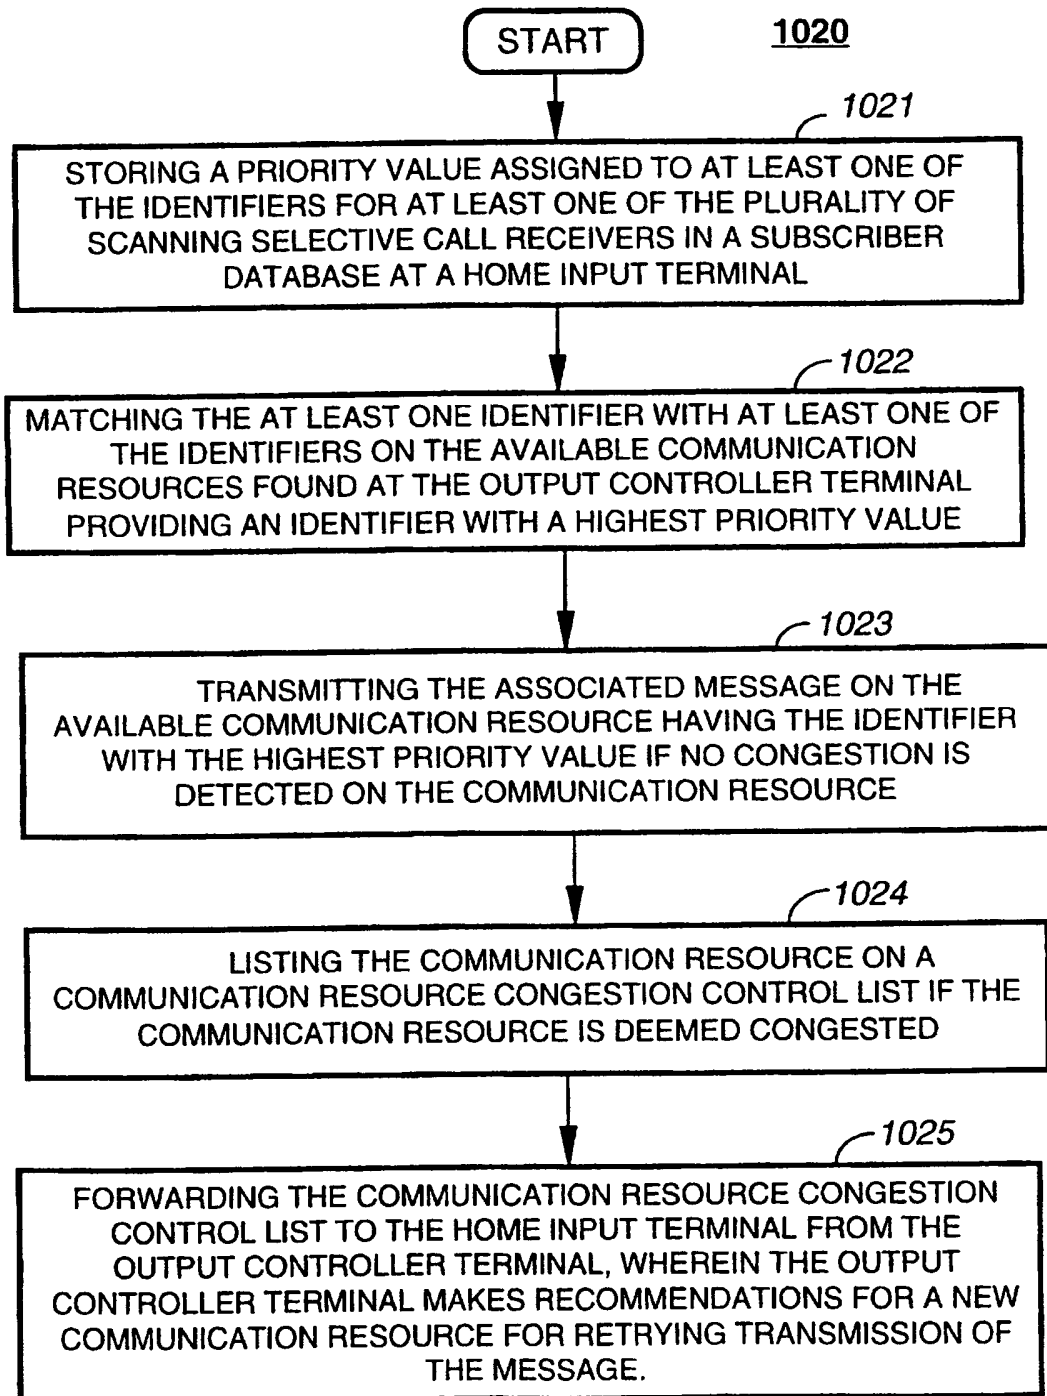 START
1020
1021
STORING A PRIORITY VALUE ASSIGNED TO AT LEAST ONE OF
THE IDENTIFIERS FOR AT LEAST ONE OF THE PLURALITY OF
SCANNING SELECTIVE CALL RECEIVERS IN A SUBSCRIBER
DATABASE AT A HOME INPUT TERMINAL
1022
MATCHING THE AT LEAST ONE IDENTIFIER WITH AT LEAST ONE OF
THE IDENTIFIERS ON THE AVAILABLE COMMUNICATION
RESOURCES FOUND AT THE OUTPUT CONTROLLER TERMINAL
PROVIDING AN IDENTIFIER WITH A HIGHEST PRIORITY VALUE
1023
TRANSMITTING THE ASSOCIATED MESSAGE ON THE
AVAILABLE COMMUNICATION RESOURCE HAVING THE IDENTIFIER
WITH THE HIGHEST PRIORITY VALUE IF NO CONGESTION IS
DETECTED ON THE COMMUNICATION RESOURCE
1024
LISTING THE COMMUNICATION RESOURCE ON A
COMMUNICATION RESOURCE CONGESTION CONTROL LIST IF THE
COMMUNICATION RESOURCE IS DEEMED CONGESTED
1025
FORWARDING THE COMMUNICATION RESOURCE CONGESTION
CONTROL LIST TO THE HOME INPUT TERMINAL FROM THE
OUTPUT CONTROLLER TERMINAL, WHEREIN THE OUTPUT
CONTROLLER TERMINAL MAKES RECOMMENDATIONS FOR A NEW
COMMUNICATION RESOURCE FOR RETRYING TRANSMISSION OF
THE MESSAGE.